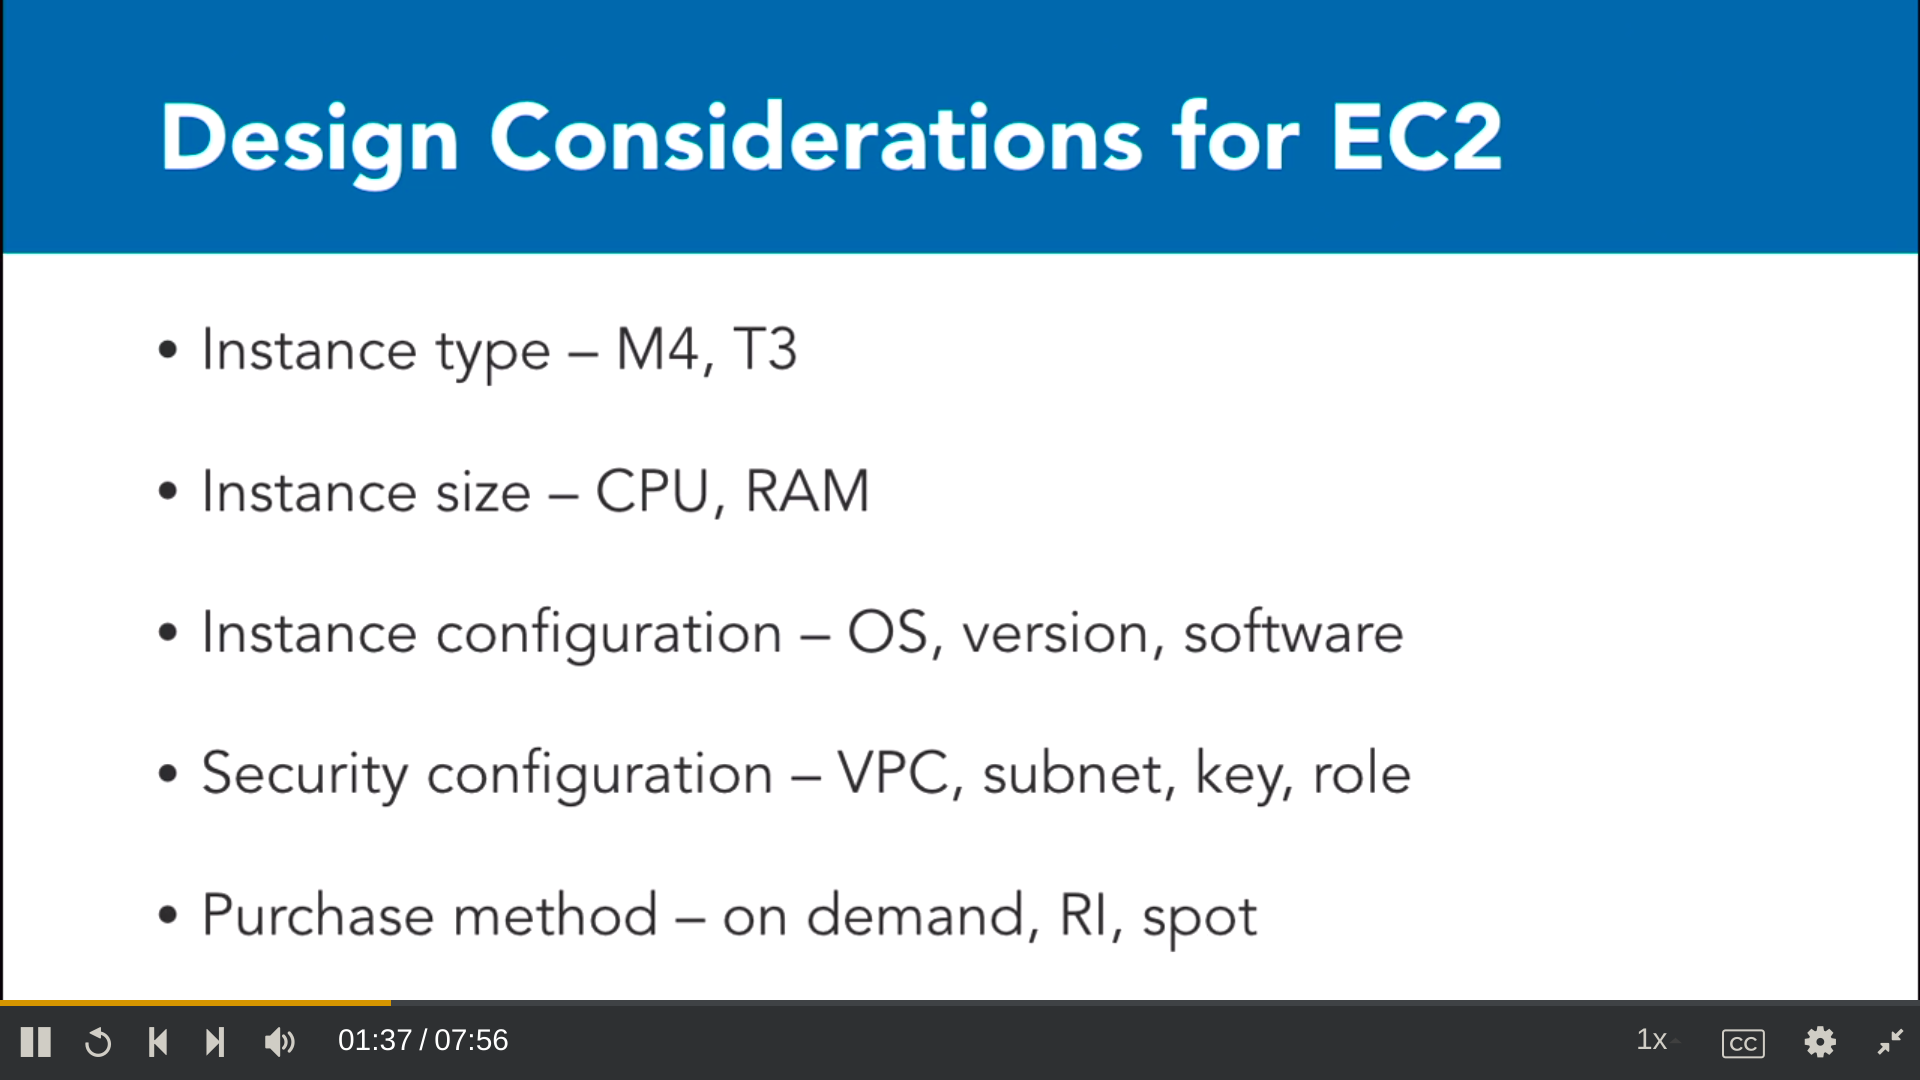 Design Considerations for EC2
• Instance type – M4, T3
• Instance size – CPU, RAM
• Instance configuration – OS, version, software
• Security configuration – VPC, subnet, key, role
• Purchase method – on demand, RI, spot
01:37 / 07:56
1x
CC